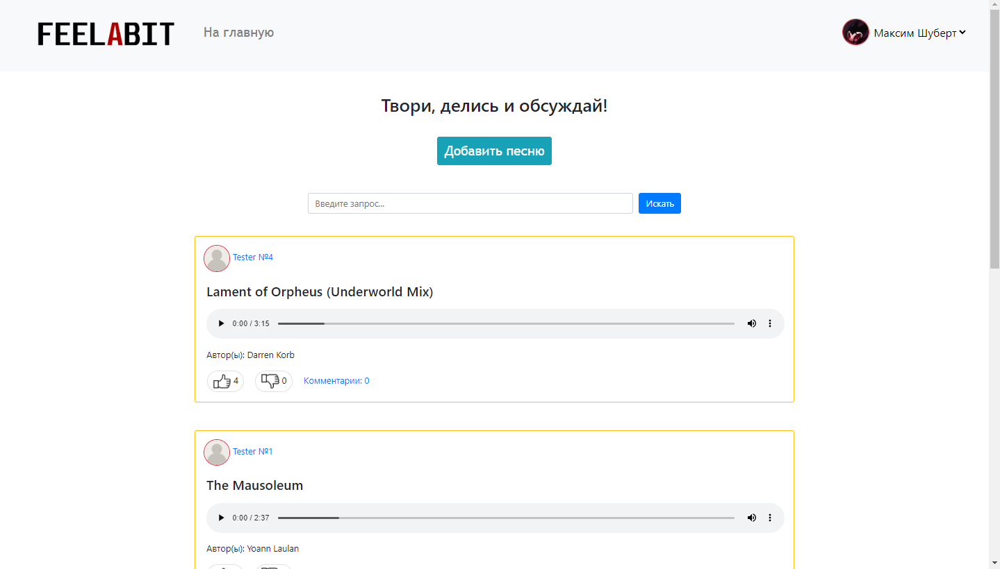 FEELABIT На главную Максим Шуберт
Твори, делись и обсуждай!
Добавить песню
Введите запрос... Искать
Tester №4
Lament of Orpheus (Underworld Mix)
0:00 / 3:15
Автор(ы): Darren Korb
4 0 Комментарии: 0
Tester №1
The Mausoleum
0:00 / 2:37
Автор(ы): Yoann Laulan